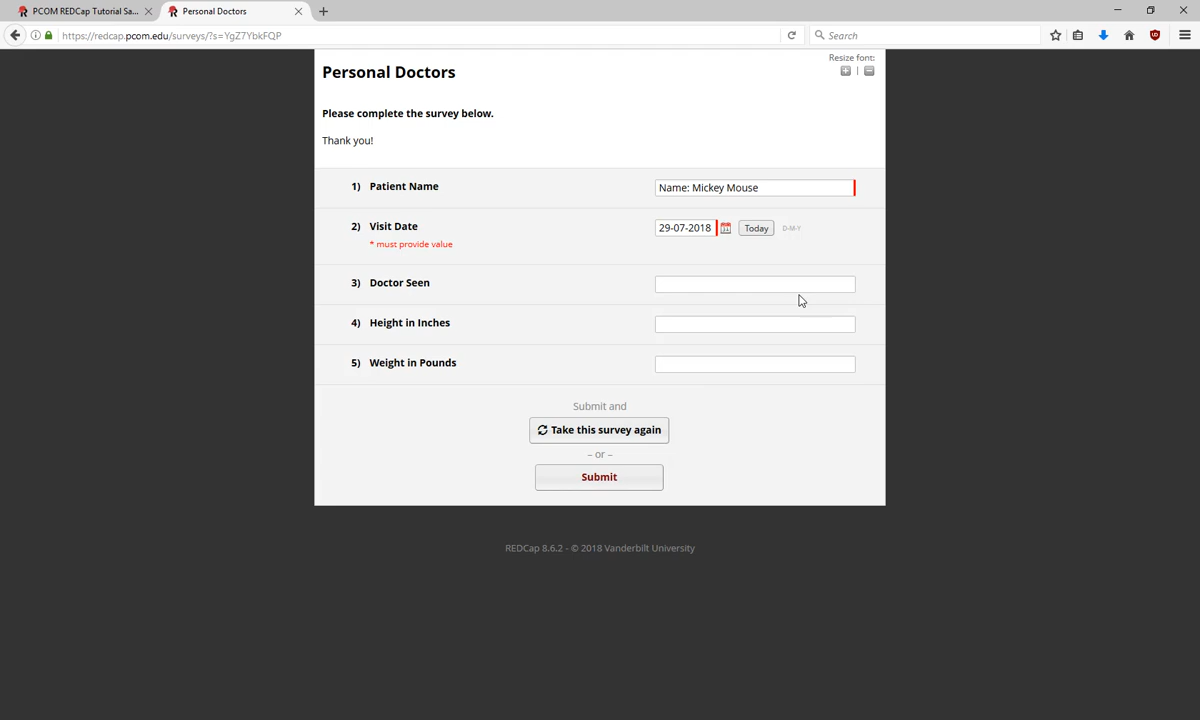 PCOM REDCap Tutorial Sa...
Personal Doctors
https://redcap.pcom.edu/surveys/?s=YgZ7YbkFQP
Search
Resize font:
Personal Doctors
Please complete the survey below.
Thank you!
1) Patient Name
Name: Mickey Mouse
2) Visit Date
* must provide value
29-07-2018
Today
D-M-Y
3) Doctor Seen
4) Height in Inches
5) Weight in Pounds
Submit and
Take this survey again
– or –
Submit
REDCap 8.6.2 - © 2018 Vanderbilt University